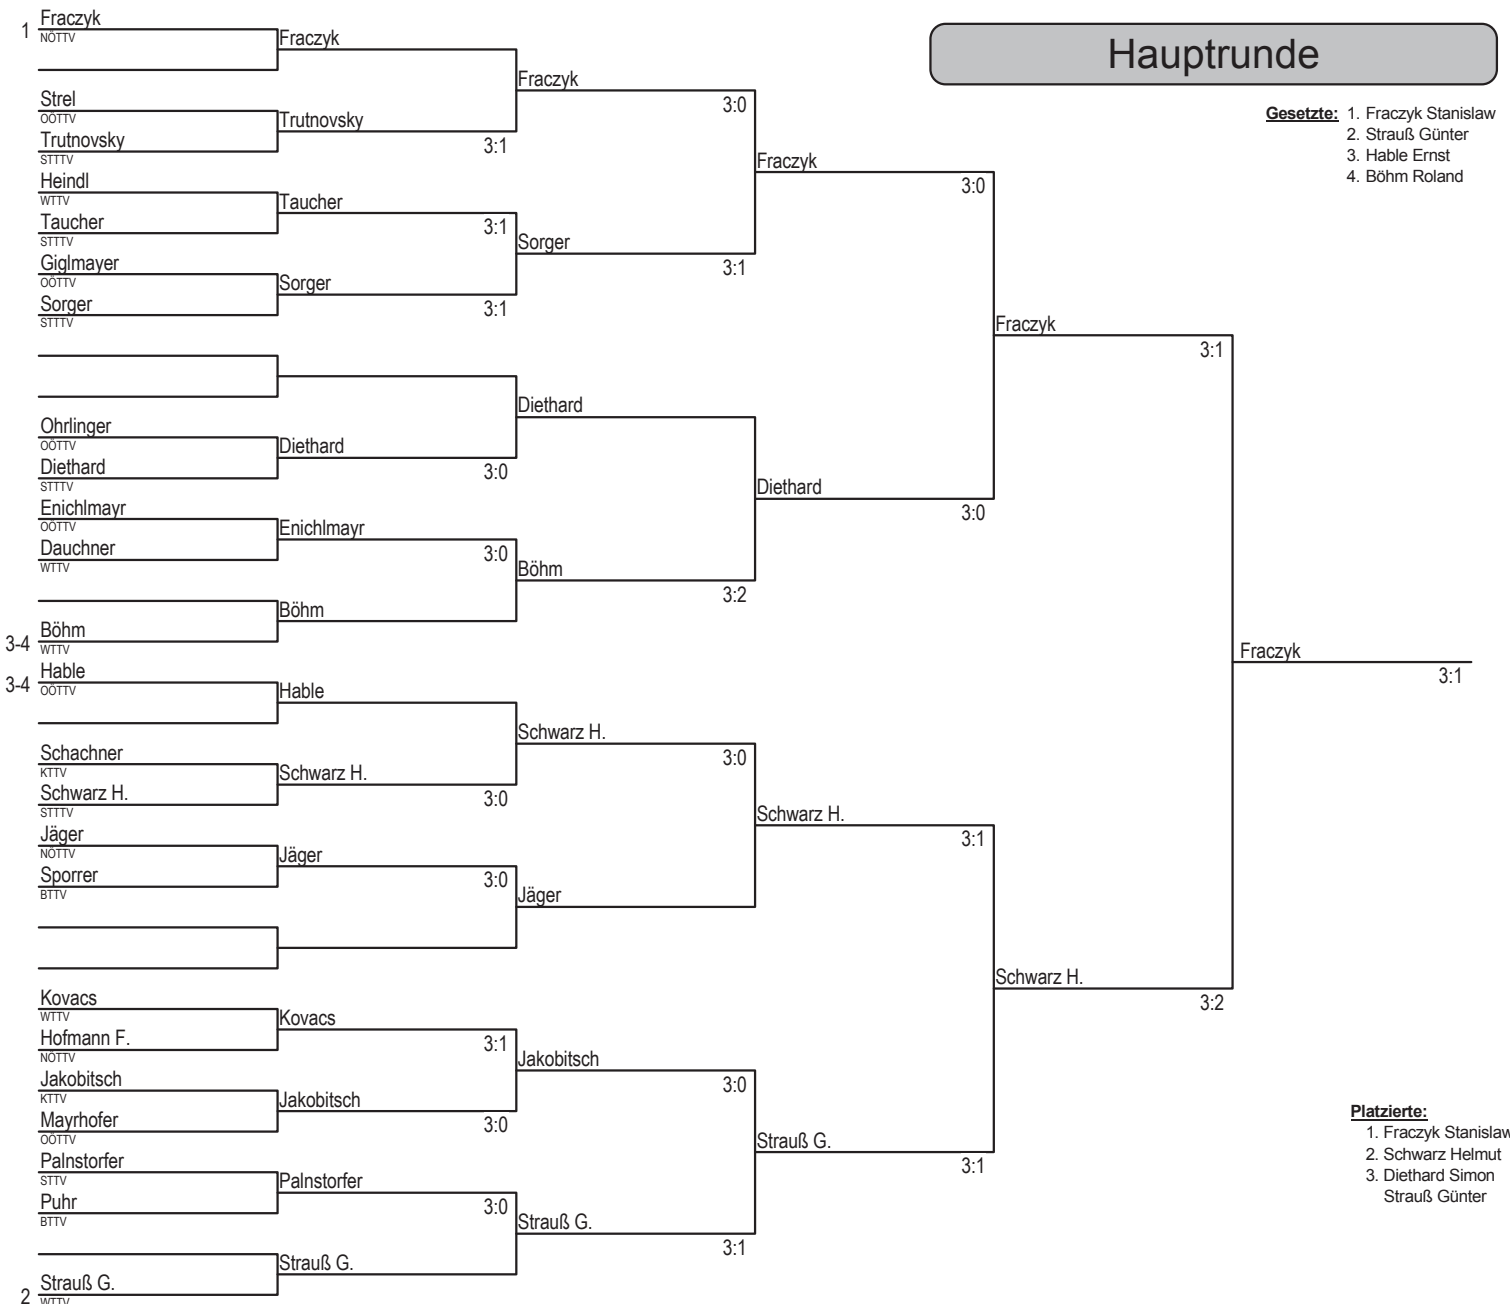 Hauptrunde
Gesetzte: 1. Fraczyk Stanislaw
2. Strauß Günter
3. Hable Ernst
4. Böhm Roland
1 Fraczyk
NÖTTV
Strel
OÖTTV
Trutnovsky
STTTV
Heindl
WTTV
Taucher
STTTV
Giglmayer
OÖTTV
Sorger
STTTV
Ohrlinger
OÖTTV
Diethard
STTTV
Enichlmayr
OÖTTV
Dauchner
WTTV
3-4 Böhm
WTTV
3-4 Hable
OÖTTV
Schachner
KTTV
Schwarz H.
STTTV
Jäger
NÖTTV
Sporrer
BTTV
Kovacs
WTTV
Hofmann F.
NÖTTV
Jakobitsch
KTTV
Mayrhofer
OÖTTV
Palnstorfer
STTV
Puhr
BTTV
2 Strauß G.
WTTV
Fraczyk
Trutnovsky
3:1
Taucher
3:1
Sorger
3:1
Diethard
3:0
Enichlmayr
3:0
Böhm
Hable
Schwarz H.
3:0
Jäger
3:0
Kovacs
3:1
Jakobitsch
3:0
Palnstorfer
3:0
Strauß G.
Fraczyk
3:0
Sorger
3:1
Diethard
Böhm
3:2
Schwarz H.
3:0
Jäger
Jakobitsch
3:0
Strauß G.
3:1
Fraczyk
3:0
Diethard
3:0
Schwarz H.
3:1
Strauß G.
3:1
Fraczyk
3:1
Schwarz H.
3:2
Fraczyk
3:1
Platzierte:
1. Fraczyk Stanislaw
2. Schwarz Helmut
3. Diethard Simon
Strauß Günter